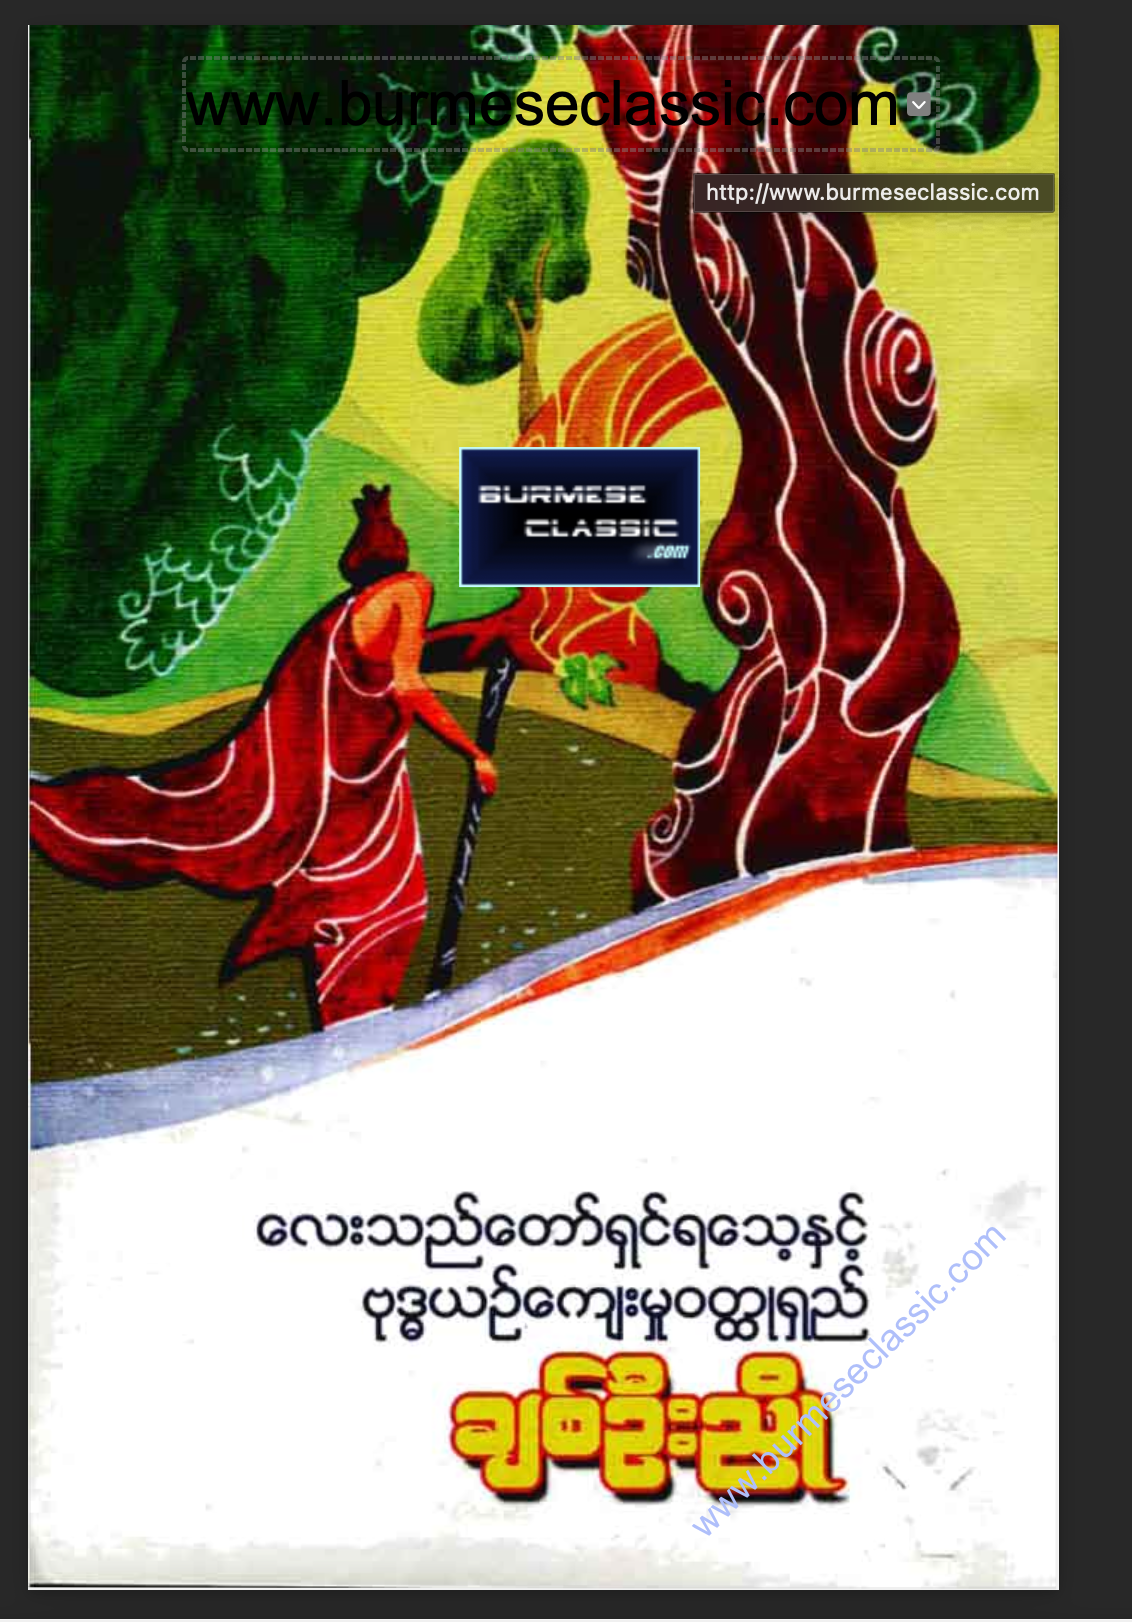 www.burmeseclassic.com
http://www.burmeseclassic.com
BURMESE
CLASSIC
.com
လေးသည်တော်ရှင်ရသေ့နှင့်
ဗုဒ္ဓယဉ်ကျေးမှုဝတ္ထုရှည်
ချစ်ဦးညို
www.burmeseclassic.com